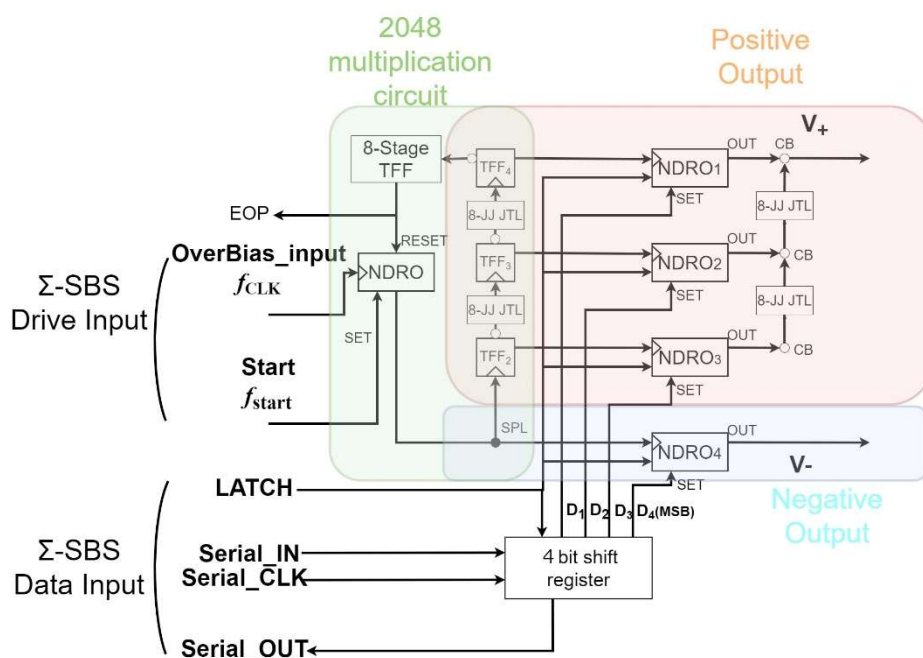 2048
multiplication
circuit
Positive
Output
V+
8-Stage
TFF
TFF4
NDRO1
OUT
CB
SET
8-JJ JTL
8-JJ JTL
EOP
RESET
OverBias_input
fCLK
NDRO
TFF3
NDRO2
OUT
CB
SET
Σ-SBS
Drive Input
SET
8-JJ JTL
8-JJ JTL
Start
fstart
TFF2
NDRO3
OUT
CB
SET
SPL
NDRO4
OUT
V-
SET
LATCH
D1
D2
D3
D4(MSB)
Negative
Output
Σ-SBS
Data Input
Serial_IN
Serial_CLK
4 bit shift
register
Serial_OUT